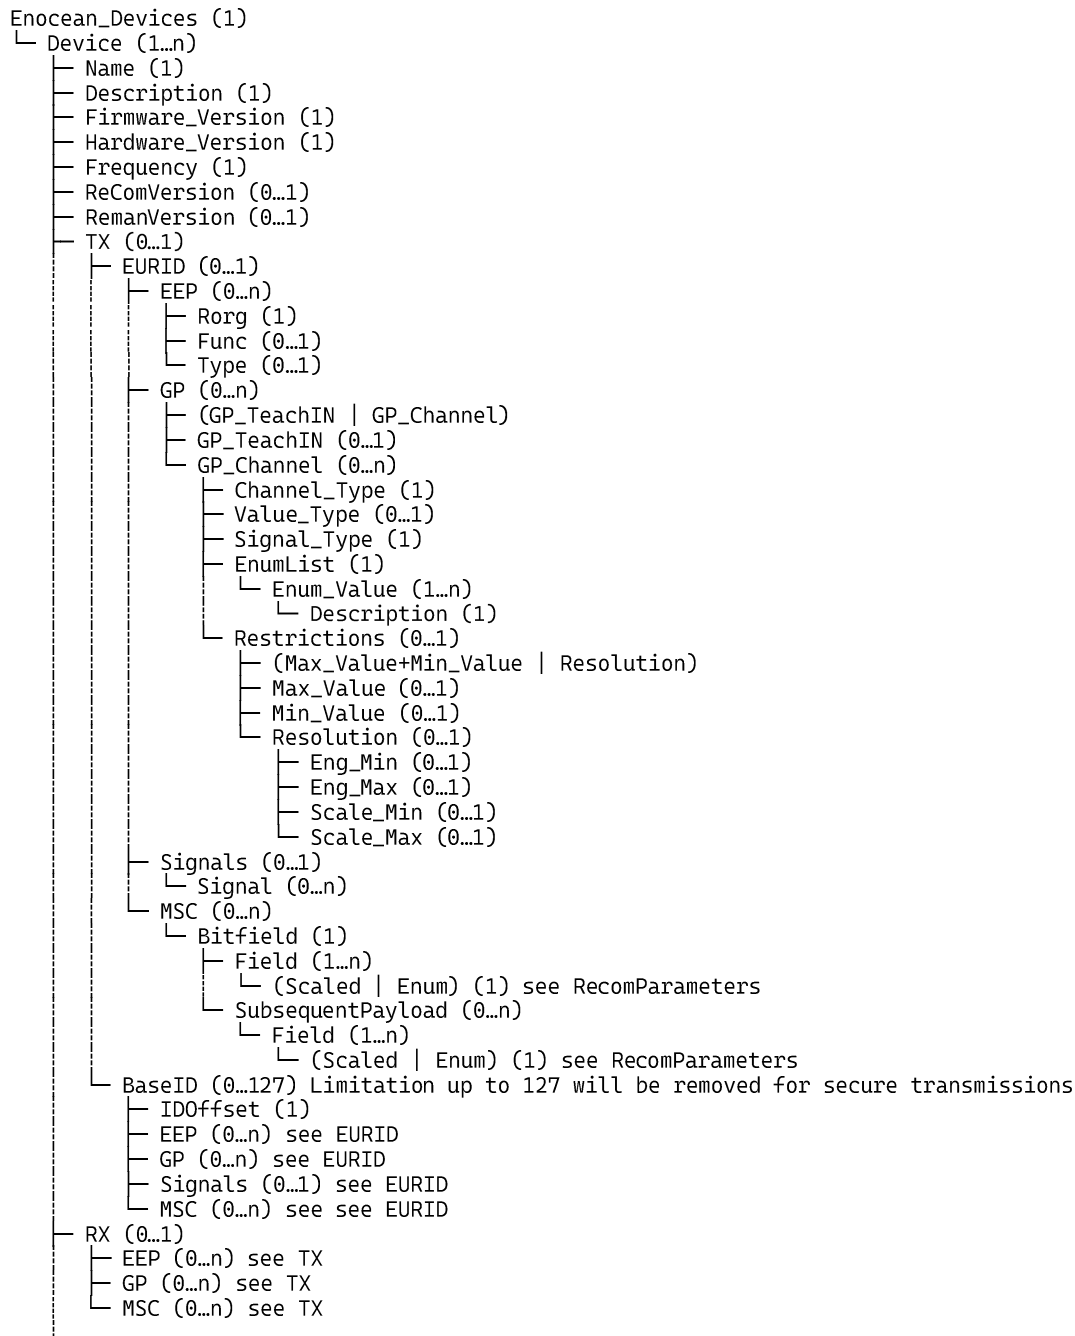 Enocean_Devices (1)
└─ Device (1…n)
├─ Name (1)
├─ Description (1)
├─ Firmware_Version (1)
├─ Hardware_Version (1)
├─ Frequency (1)
├─ ReComVersion (0…1)
├─ RemanVersion (0…1)
├─ TX (0…1)
├─ EURID (0…1)
├─ EEP (0…n)
├─ Rorg (1)
├─ Func (0…1)
└─ Type (0…1)
├─ GP (0…n)
├─ (GP_TeachIN | GP_Channel)
├─ GP_TeachIN (0…1)
└─ GP_Channel (0…n)
├─ Channel_Type (1)
├─ Value_Type (0…1)
├─ Signal_Type (1)
├─ EnumList (1)
└─ Enum_Value (1…n)
└─ Description (1)
└─ Restrictions (0…1)
├─ (Max_Value+Min_Value | Resolution)
├─ Max_Value (0…1)
├─ Min_Value (0…1)
└─ Resolution (0…1)
├─ Eng_Min (0…1)
├─ Eng_Max (0…1)
├─ Scale_Min (0…1)
└─ Scale_Max (0…1)
├─ Signals (0…1)
└─ Signal (0…n)
└─ MSC (0…n)
└─ Bitfield (1)
├─ Field (1…n)
└─ (Scaled | Enum) (1) see RecomParameters
└─ SubsequentPayload (0…n)
└─ Field (1…n)
└─ (Scaled | Enum) (1) see RecomParameters
└─ BaseID (0…127) Limitation up to 127 will be removed for secure transmissions
├─ IDOffset (1)
├─ EEP (0…n) see EURID
├─ GP (0…n) see EURID
├─ Signals (0…1) see EURID
└─ MSC (0…n) see see EURID
├─ RX (0…1)
├─ EEP (0…n) see TX
├─ GP (0…n) see TX
└─ MSC (0…n) see TX